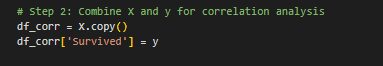 # Step 2: Combine X and y for correlation analysis
df_corr = X.copy()
df_corr['Survived'] = y